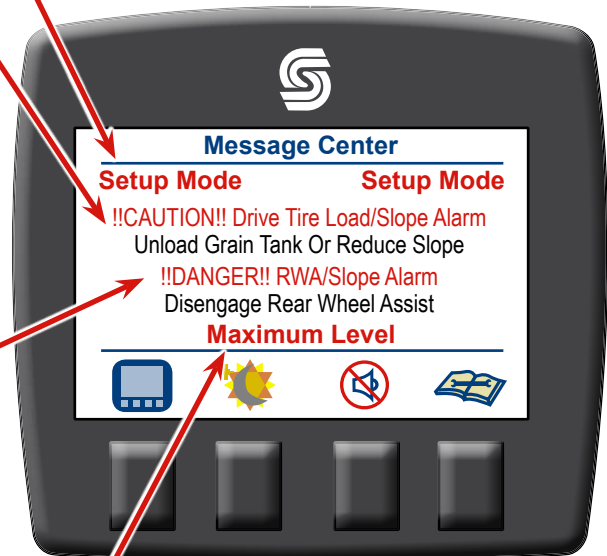 Message Center
Setup Mode Setup Mode
!!CAUTION!! Drive Tire Load/Slope Alarm
Unload Grain Tank Or Reduce Slope
!!DANGER!! RWA/Slope Alarm
Disengage Rear Wheel Assist
Maximum Level